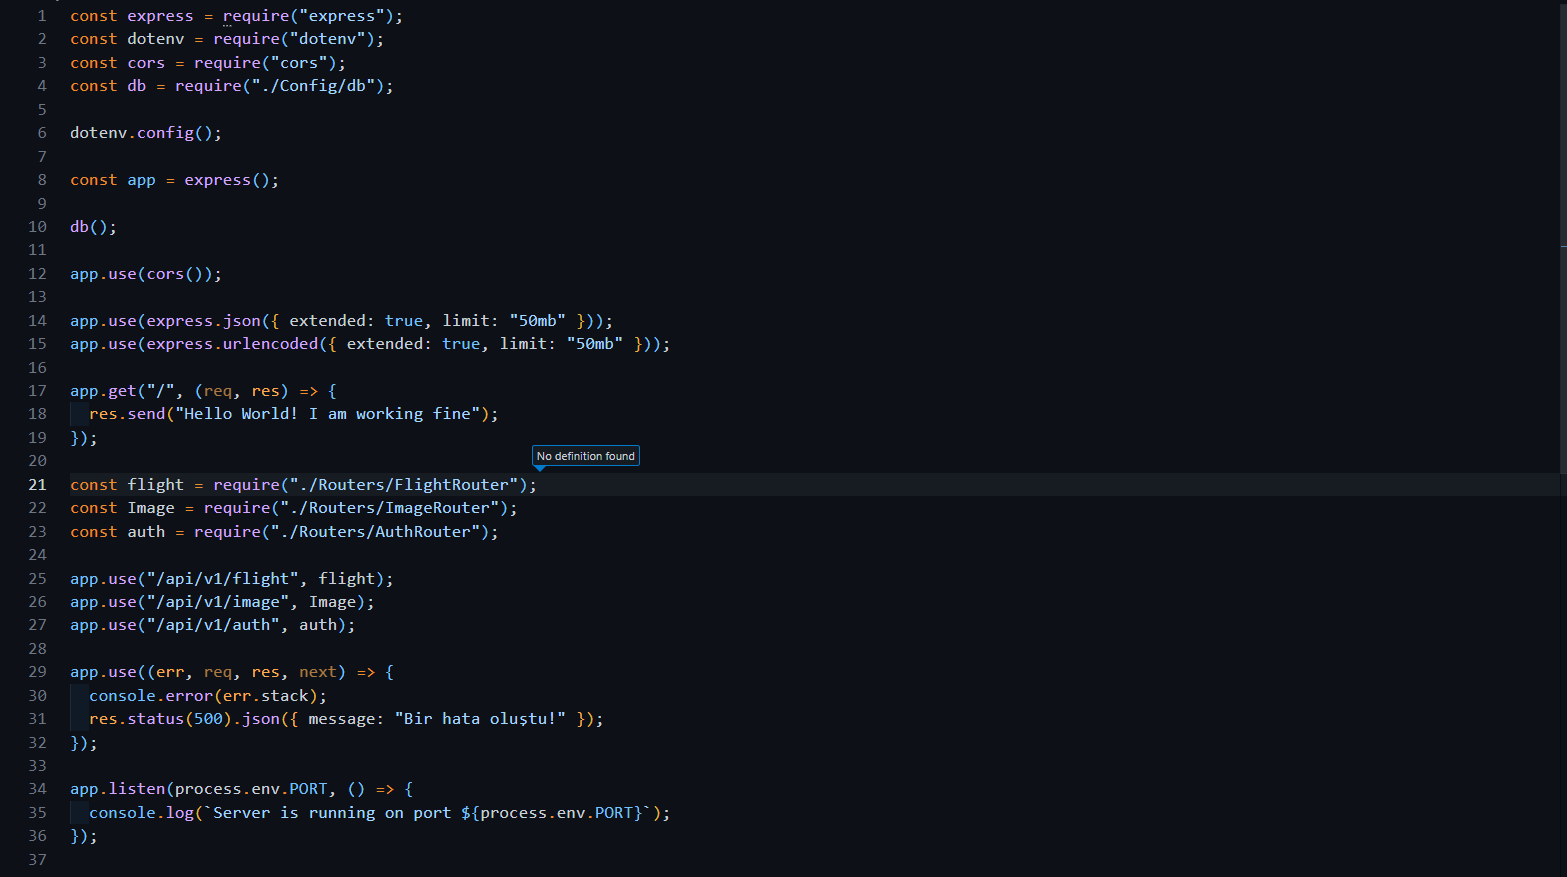 1 const express = require("express");
2 const dotenv = require("dotenv");
3 const cors = require("cors");
4 const db = require("./Config/db");
5
6 dotenv.config();
7
8 const app = express();
9
10 db();
11
12 app.use(cors());
13
14 app.use(express.json({ extended: true, limit: "50mb" }));
15 app.use(express.urlencoded({ extended: true, limit: "50mb" }));
16
17 app.get("/", (req, res) => {
18   res.send("Hello World! I am working fine");
19 });
20
No definition found
21 const flight = require("./Routers/FlightRouter");
22 const Image = require("./Routers/ImageRouter");
23 const auth = require("./Routers/AuthRouter");
24
25 app.use("/api/v1/flight", flight);
26 app.use("/api/v1/image", Image);
27 app.use("/api/v1/auth", auth);
28
29 app.use((err, req, res, next) => {
30   console.error(err.stack);
31   res.status(500).json({ message: "Bir hata oluştu!" });
32 });
33
34 app.listen(process.env.PORT, () => {
35   console.log(`Server is running on port ${process.env.PORT}`);
36 });
37